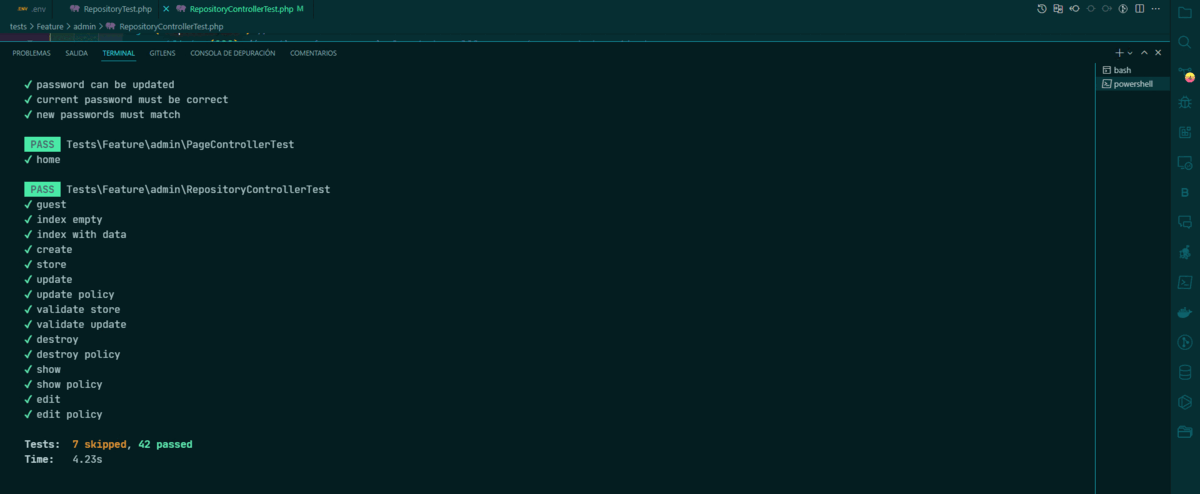 .env
RepositoryTest.php
RepositoryControllerTest.php M
tests > Feature > admin > RepositoryControllerTest.php
PROBLEMAS SALIDA TERMINAL GITLENS CONSOLA DE DEPURACIÓN COMENTARIOS
bash
powershell
✓ password can be updated
✓ current password must be correct
✓ new passwords must match
PASS Tests\Feature\admin\PageControllerTest
✓ home
PASS Tests\Feature\admin\RepositoryControllerTest
✓ guest
✓ index empty
✓ index with data
✓ create
✓ store
✓ update
✓ update policy
✓ validate store
✓ validate update
✓ destroy
✓ destroy policy
✓ show
✓ show policy
✓ edit
✓ edit policy
Tests: 7 skipped, 42 passed
Time: 4.23s